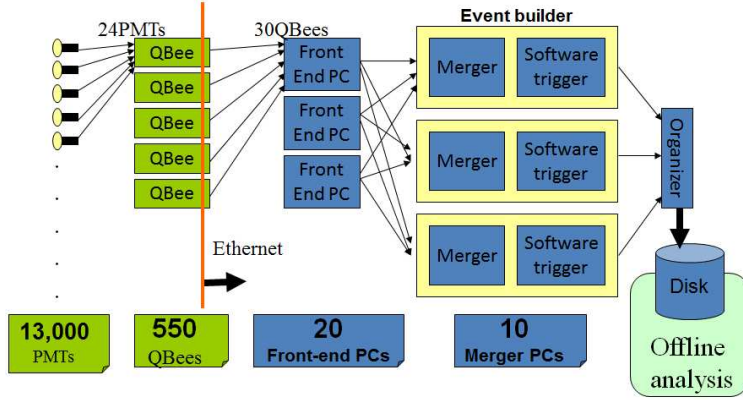 24PMTs
30QBees
Event builder
QBee
QBee
QBee
QBee
QBee
Front
End PC
Front
End PC
Front
End PC
Merger
Software
trigger
Merger
Software
trigger
Merger
Software
trigger
Organizer
Ethernet
Disk
13,000
PMTs
550
QBees
20
Front-end PCs
10
Merger PCs
Offline
analysis